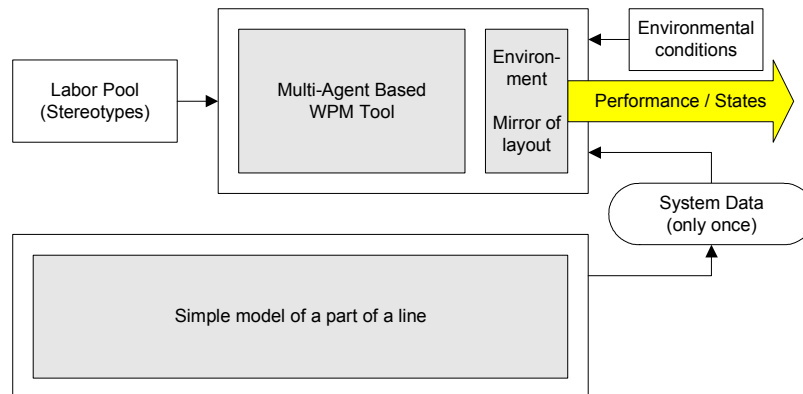 Labor Pool
(Stereotypes)
Multi-Agent Based
WPM Tool
Environ-
ment
Mirror of
layout
Environmental
conditions
Performance / States
System Data
(only once)
Simple model of a part of a line